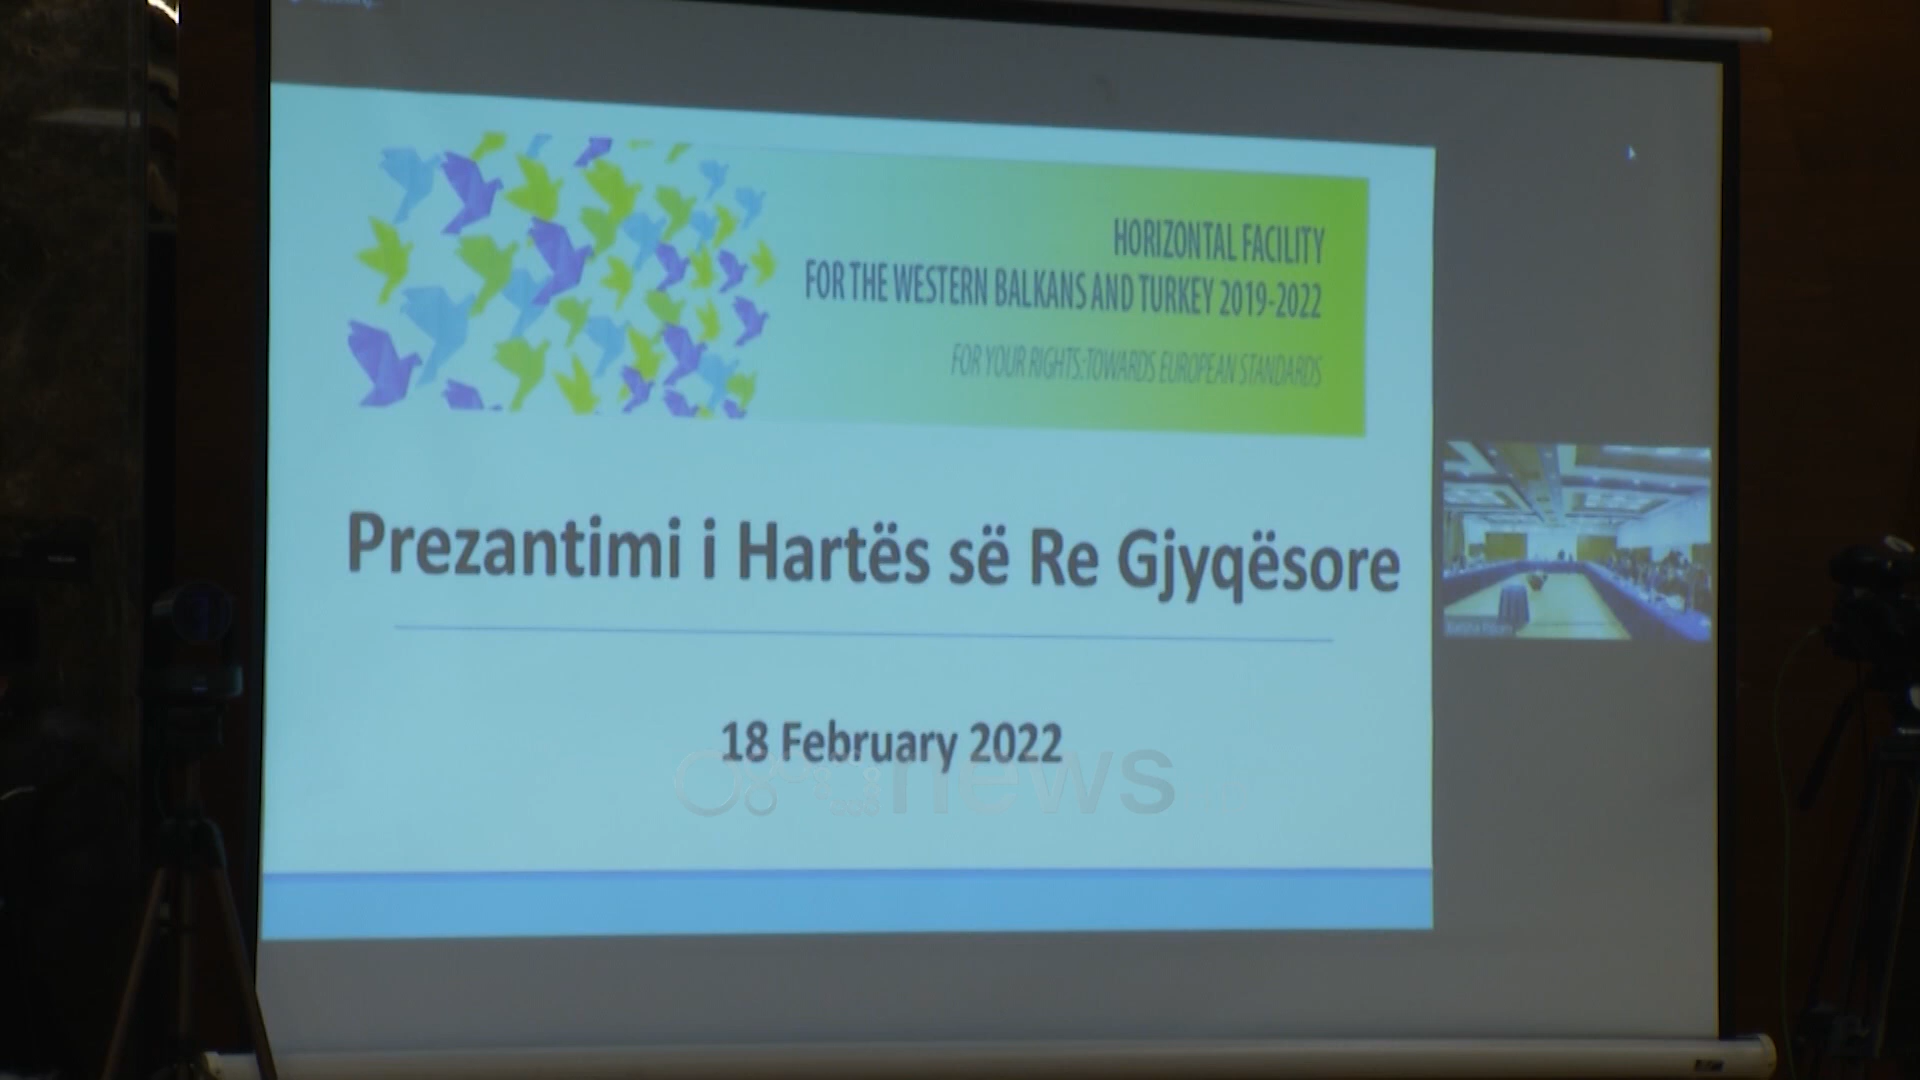 HORIZONTAL FACILITY
FOR THE WESTERN BALKANS AND TURKEY 2019-2022
FOR YOUR RIGHTS: TOWARDS EUROPEAN STANDARDS
Prezantimi i Hartës së Re Gjyqësore
18 February 2022
news